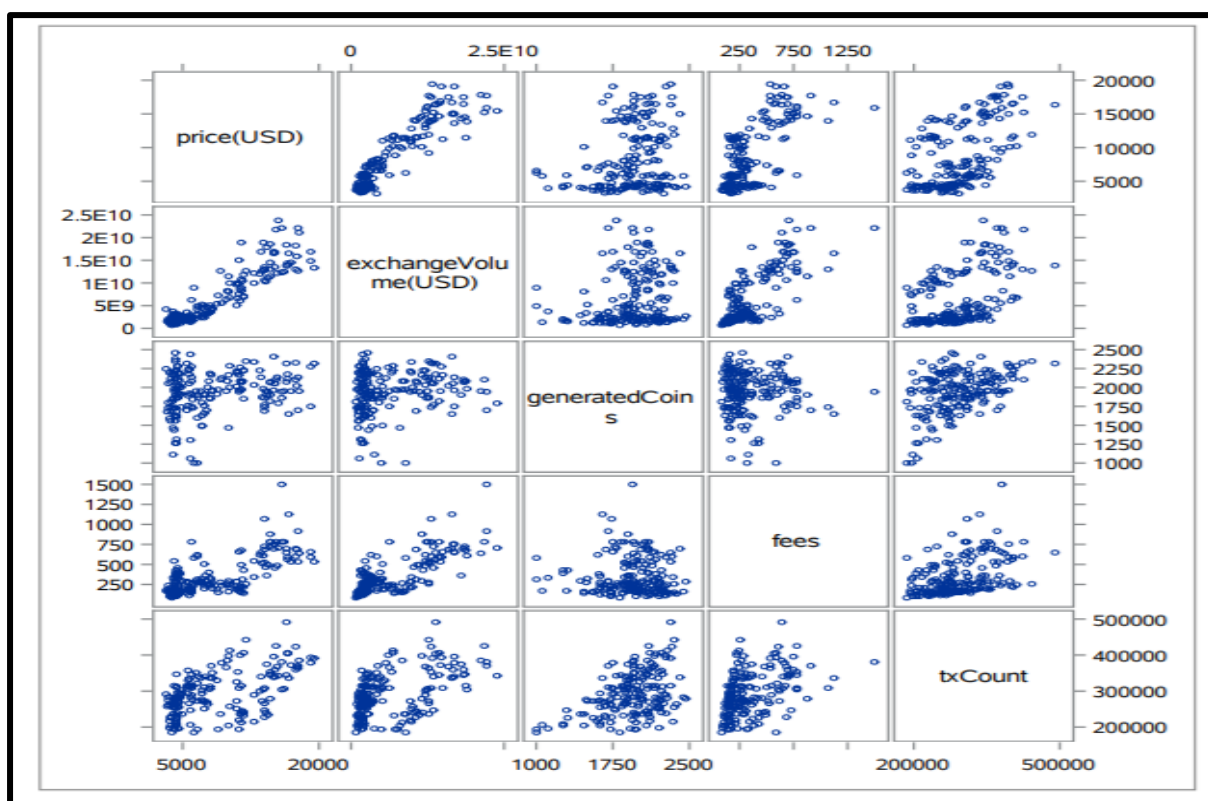 0 2.5E10 250 750 1250
price(USD)
20000
15000
10000
5000
2.5E10
2E10
1.5E10
1E10
5E9
0
exchangeVolu
me(USD)
generatedCoin
s
2500
2250
2000
1750
1500
1250
1000
1500
1250
1000
750
500
250
fees
txCount
500000
400000
300000
200000
5000 20000 1000 1750 2500 200000 500000